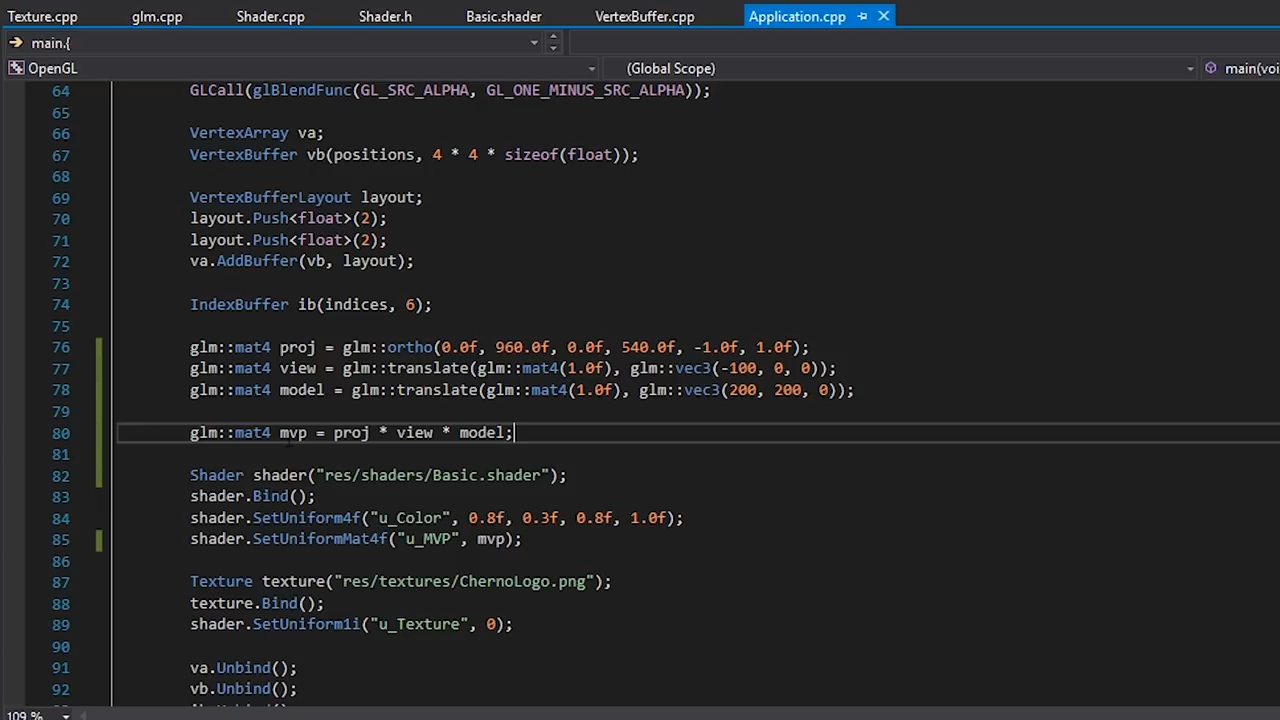 Texture.cpp glm.cpp Shader.cpp Shader.h Basic.shader VertexBuffer.cpp Application.cpp
main.{
OpenGL (Global Scope) main(voi
64 GLCall(glBlendFunc(GL_SRC_ALPHA, GL_ONE_MINUS_SRC_ALPHA));
65
66 VertexArray va;
67 VertexBuffer vb(positions, 4 * 4 * sizeof(float));
68
69 VertexBufferLayout layout;
70 layout.Push<float>(2);
71 layout.Push<float>(2);
72 va.AddBuffer(vb, layout);
73
74 IndexBuffer ib(indices, 6);
75
76 glm::mat4 proj = glm::ortho(0.0f, 960.0f, 0.0f, 540.0f, -1.0f, 1.0f);
77 glm::mat4 view = glm::translate(glm::mat4(1.0f), glm::vec3(-100, 0, 0));
78 glm::mat4 model = glm::translate(glm::mat4(1.0f), glm::vec3(200, 200, 0));
79
80 glm::mat4 mvp = proj * view * model;
81
82 Shader shader("res/shaders/Basic.shader");
83 shader.Bind();
84 shader.SetUniform4f("u_Color", 0.8f, 0.3f, 0.8f, 1.0f);
85 shader.SetUniformMat4f("u_MVP", mvp);
86
87 Texture texture("res/textures/ChernoLogo.png");
88 texture.Bind();
89 shader.SetUniform1i("u_Texture", 0);
90
91 va.Unbind();
92 vb.Unbind();
109 %